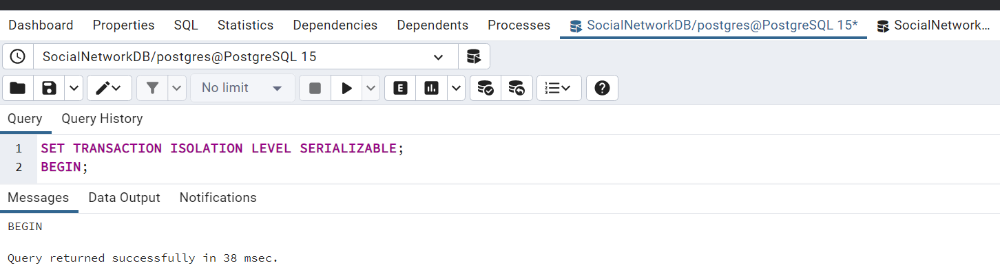 Dashboard Properties SQL Statistics Dependencies Dependents Processes SocialNetworkDB/postgres@PostgreSQL 15* SocialNetwork...
SocialNetworkDB/postgres@PostgreSQL 15
No limit E
Query Query History
1 SET TRANSACTION ISOLATION LEVEL SERIALIZABLE;
2 BEGIN;
Messages Data Output Notifications
BEGIN
Query returned successfully in 38 msec.